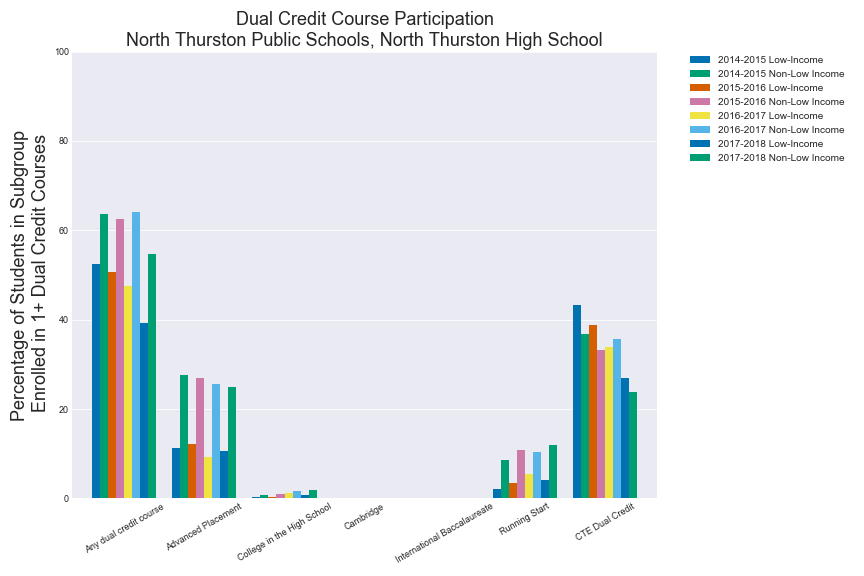 Dual Credit Course Participation
North Thurston Public Schools, North Thurston High School
Percentage of Students in Subgroup
Enrolled in 1+ Dual Credit Courses
100
80
60
40
20
0
Any dual credit course
Advanced Placement
College in the High School
Cambridge
International Baccalaureate
Running Start
CTE Dual Credit
2014-2015 Low-Income
2014-2015 Non-Low Income
2015-2016 Low-Income
2015-2016 Non-Low Income
2016-2017 Low-Income
2016-2017 Non-Low Income
2017-2018 Low-Income
2017-2018 Non-Low Income